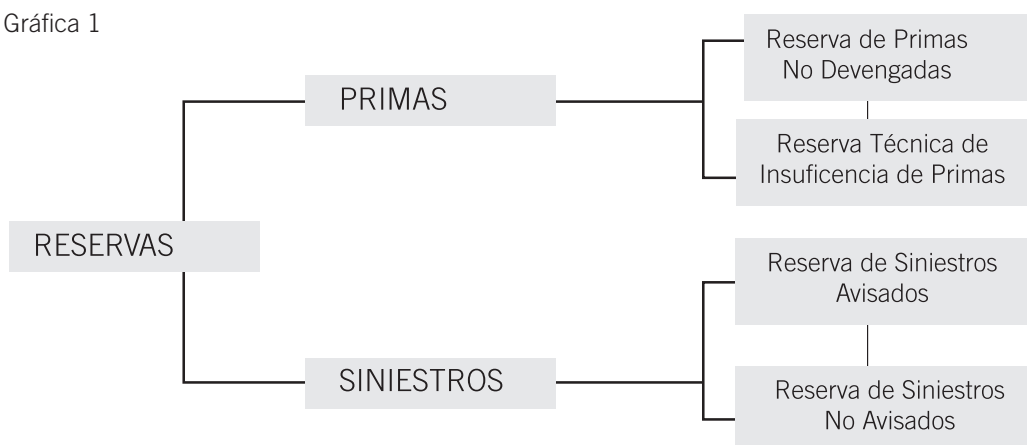 Gráfica 1
RESERVAS
PRIMAS
Reserva de Primas
No Devengadas
Reserva Técnica de
Insuficencia de Primas
SINIESTROS
Reserva de Siniestros
Avisados
Reserva de Siniestros
No Avisados